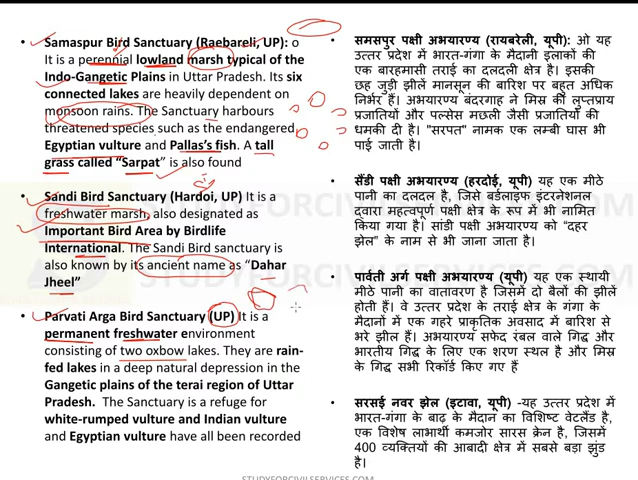 • Samaspur Bird Sanctuary (Raebareli, UP): o
It is a perennial lowland marsh typical of the
Indo-Gangetic Plains in Uttar Pradesh. Its six
connected lakes are heavily dependent on
monsoon rains. The Sanctuary harbours
threatened species such as the endangered
Egyptian vulture and Pallas's fish. A tall
grass called "Sarpat" is also found
• Sandi Bird Sanctuary (Hardoi, UP) It is a
freshwater marsh, also designated as
Important Bird Area by Birdlife
International. The Sandi Bird sanctuary is
also known by its ancient name as "Dahar
Jheel"
• Parvati Arga Bird Sanctuary (UP) It is a
permanent freshwater environment
consisting of two oxbow lakes. They are rain-
fed lakes in a deep natural depression in the
Gangetic plains of the terai region of Uttar
Pradesh. The Sanctuary is a refuge for
white-rumped vulture and Indian vulture
and Egyptian vulture have all been recorded
• समसपुर पक्षी अभयारण्य (रायबरेली, यूपी): ओ यह
उत्तर प्रदेश में भारत-गंगा के मैदानी इलाकों की
एक बारहमासी तराई का दलदली क्षेत्र है। इसकी
छह जुड़ी झीलें मानसून की बारिश पर बहुत अधिक
निर्भर हैं। अभयारण्य बंदरगाह ने मिस्र की लुप्तप्राय
प्रजातियों और पल्सेस मछली जैसी प्रजातियों की
धमकी दी है। "सरपत" नामक एक लम्बी घास भी
पाई जाती है।
• सैंडी पक्षी अभयारण्य (हरदोई, यूपी) यह एक मीठे
पानी का दलदल है, जिसे बर्डलाइफ इंटरनेशनल
द्वारा महत्वपूर्ण पक्षी क्षेत्र के रूप में भी नामित
किया गया है। सांडी पक्षी अभयारण्य को "दहर
झेल" के नाम से भी जाना जाता है।
• पार्वती अर्ग पक्षी अभयारण्य (यूपी) यह एक स्थायी
मीठे पानी का वातावरण है जिसमें दो बैलों की झीलें
होती हैं। वे उत्तर प्रदेश के तराई क्षेत्र के गंगा के
मैदानों में एक गहरे प्राकृतिक अवसाद में बारिश से
भरे झील हैं। अभयारण्य सफेद रंबल वाले गिद्ध और
भारतीय गिद्ध के लिए एक शरण स्थल है और मिस्र
के गिद्ध सभी रिकॉर्ड किए गए हैं
• सरसई नवर झेल (इटावा, यूपी) -यह उत्तर प्रदेश में
भारत-गंगा के बाढ़ के मैदान का विशिष्ट वेटलैंड है,
एक विशेष लाभार्थी कमजोर सारस क्रेन है, जिसमें
400 व्यक्तियों की आबादी क्षेत्र में सबसे बड़ा झुंड
है।
STUDYFORCIVILSERVICES.COM